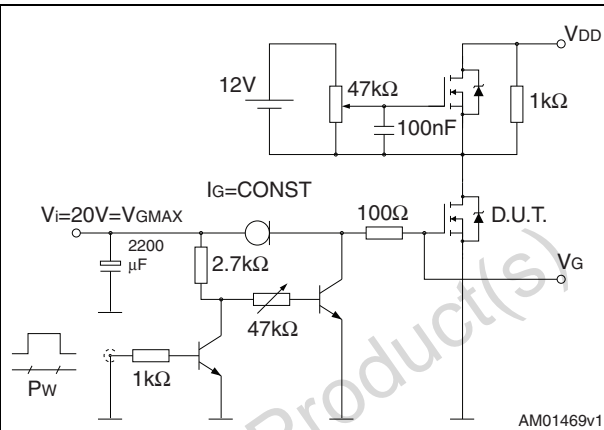 VDD
12V
47kΩ
1kΩ
100nF
IG=CONST
Vi=20V=VGMAX
100Ω
D.U.T.
2200
μF
2.7kΩ
VG
47kΩ
1kΩ
PW
Product(s)
AM01469v1